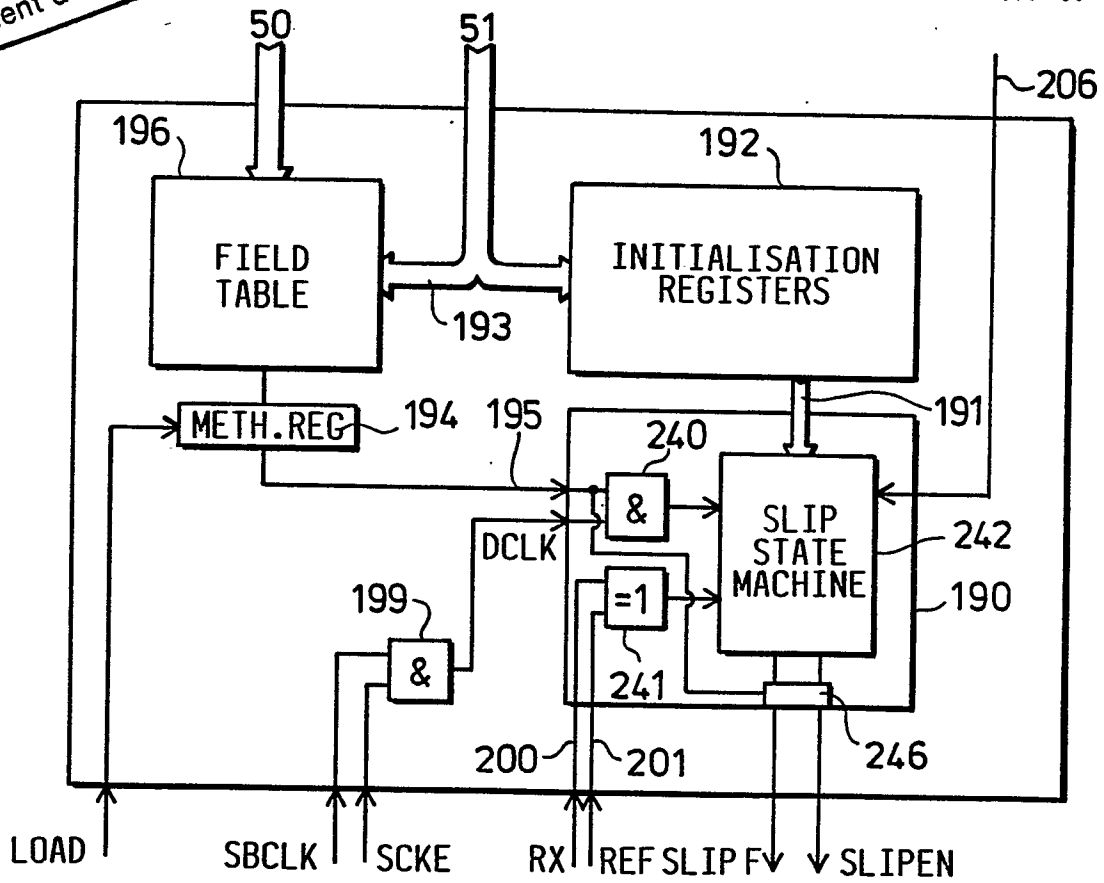 50
51
206
196
192
FIELD
TABLE
INITIALISATION
REGISTERS
193
191
METH.REG
194
195
240
&
SLIP
STATE
MACHINE
242
DCLK
190
199
&
=1
241
246
200
201
LOAD
SBCLK
SCKE
RX
REF
SLIP F
SLIPEN